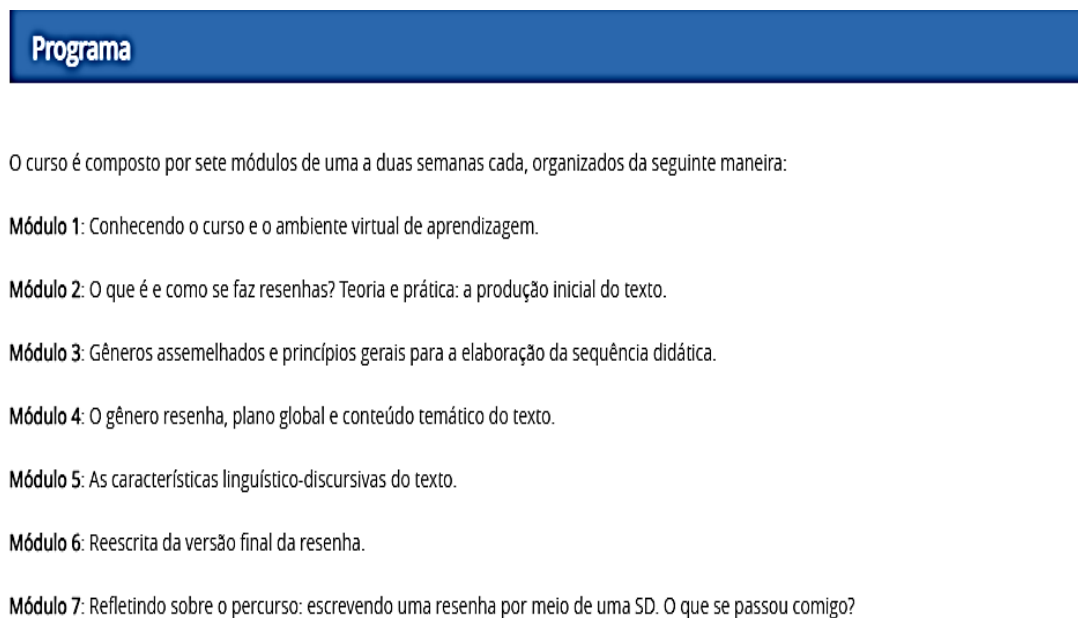 Programa
O curso é composto por sete módulos de uma a duas semanas cada, organizados da seguinte maneira:
Módulo 1: Conhecendo o curso e o ambiente virtual de aprendizagem.
Módulo 2: O que é e como se faz resenhas? Teoria e prática: a produção inicial do texto.
Módulo 3: Gêneros assemelhados e princípios gerais para a elaboração da sequência didática.
Módulo 4: O gênero resenha, plano global e conteúdo temático do texto.
Módulo 5: As características linguístico-discursivas do texto.
Módulo 6: Reescrita da versão final da resenha.
Módulo 7: Refletindo sobre o percurso: escrevendo uma resenha por meio de uma SD. O que se passou comigo?